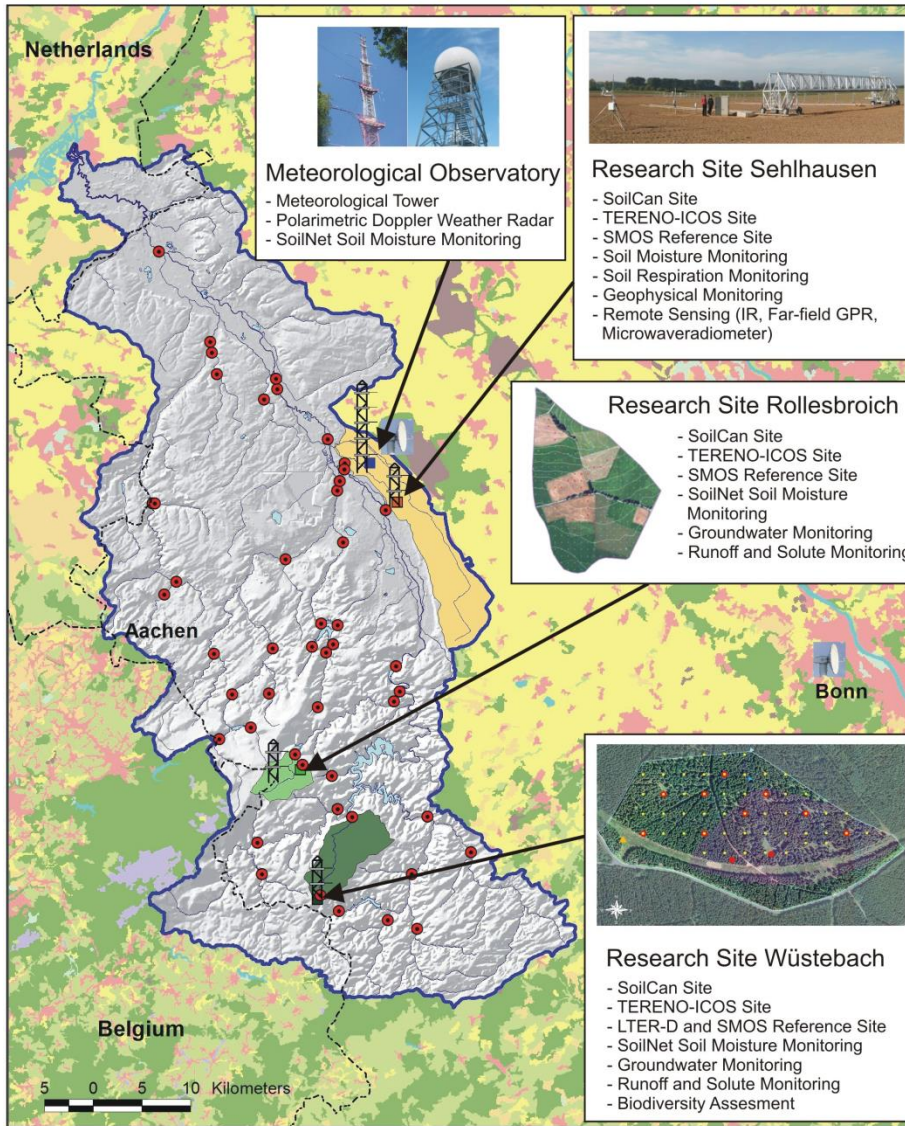 Netherlands
Meteorological Observatory
- Meteorological Tower
- Polarimetric Doppler Weather Radar
- SoilNet Soil Moisture Monitoring
Research Site Sehlhausen
- SoilCan Site
- TERENO-ICOS Site
- SMOS Reference Site
- Soil Moisture Monitoring
- Soil Respiration Monitoring
- Geophysical Monitoring
- Remote Sensing (IR, Far-field GPR,
Microwaveradiometer)
Research Site Rollesbroich
- SoilCan Site
- TERENO-ICOS Site
- SMOS Reference Site
- SoilNet Soil Moisture
Monitoring
- Groundwater Monitoring
- Runoff and Solute Monitoring
Aachen
Bonn
Research Site Wüstebach
- SoilCan Site
- TERENO-ICOS Site
- LTER-D and SMOS Reference Site
- SoilNet Soil Moisture Monitoring
- Groundwater Monitoring
- Runoff and Solute Monitoring
- Biodiversity Assesment
Belgium
5 0 5 10 Kilometers